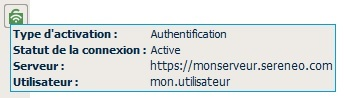 Type d'activation : Authentification
Statut de la connexion : Active
Serveur : https://monserveur.sereneo.com
Utilisateur : mon.utilisateur